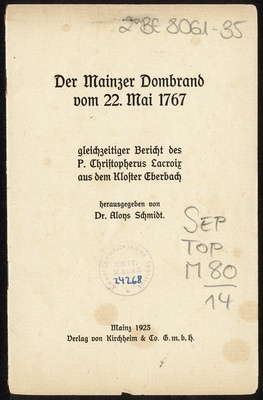 2° BE 8061-35
Der Mainzer Dombrand
vom 22. Mai 1767
gleichzeitiger Bericht des
P. Christopherus Lacroix
aus dem Kloster Eberbach
herausgegeben von
Dr. Aloys Schmidt.
SEP
TOP
M 80
14
24268
Mainz 1923
Verlag von Kirchheim & Co. G. m. b. H.